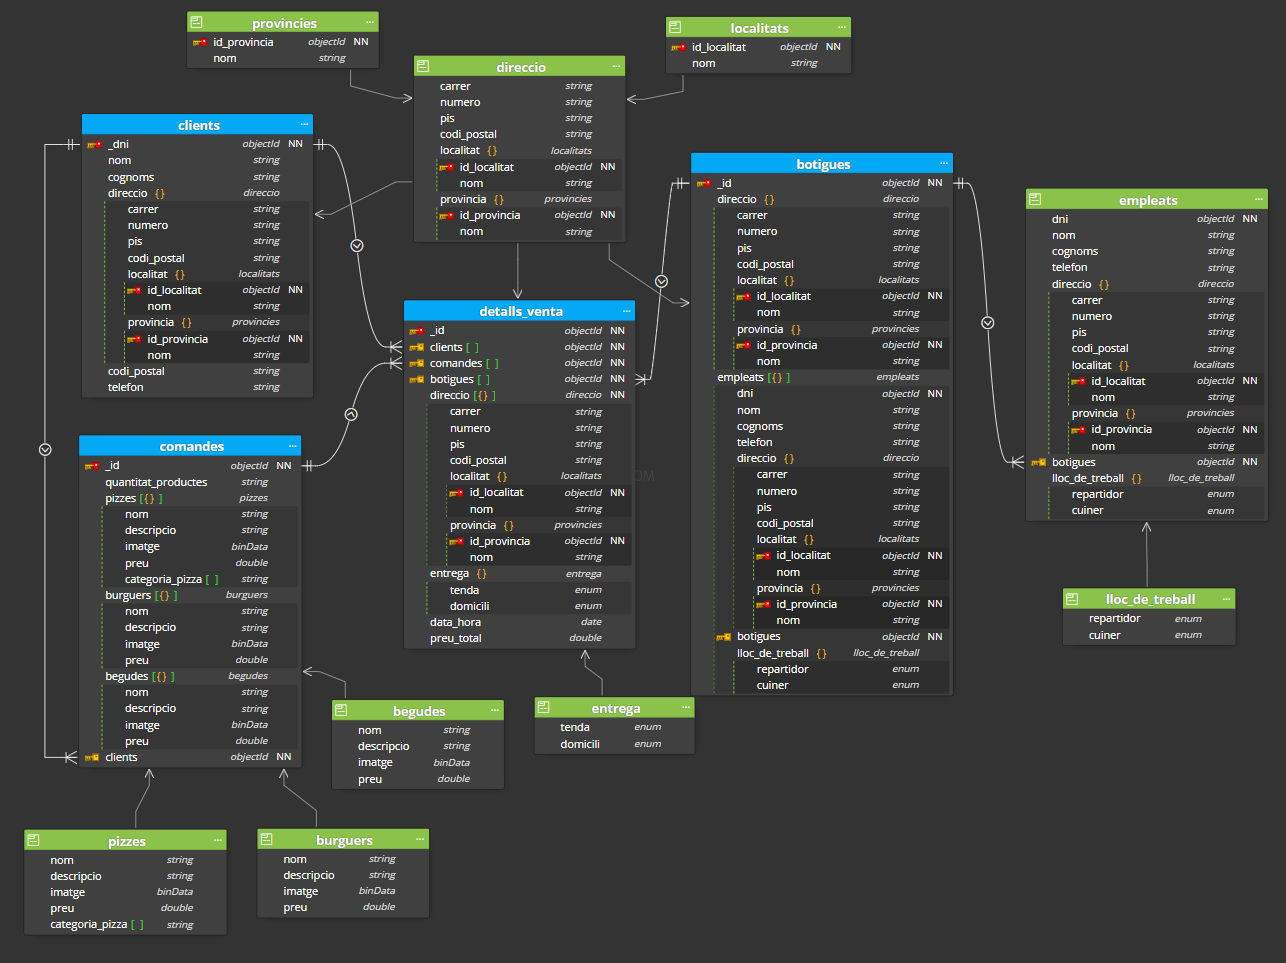 provincies ...
id_provincia objectId NN
nom string
localitats ...
id_localitat objectId NN
nom string
direccio ...
carrer string
numero string
pis string
codi_postal string
localitat {} localitats
id_localitat objectId NN
nom string
provincia {} provincies
id_provincia objectId NN
nom string
clients ...
_dni objectId NN
nom string
cognoms string
direccio {} direccio
carrer string
numero string
pis string
codi_postal string
localitat {} localitats
id_localitat objectId NN
nom string
provincia {} provincies
id_provincia objectId NN
nom string
codi_postal string
telefon string
botigues ...
_id objectId NN
direccio {} direccio
carrer string
numero string
pis string
codi_postal string
localitat {} localitats
id_localitat objectId NN
nom string
provincia {} provincies
id_provincia objectId NN
nom string
empleats [{}] empleats
dni objectId NN
nom string
cognoms string
telefon string
direccio {} direccio
carrer string
numero string
pis string
codi_postal string
localitat {} localitats
id_localitat objectId NN
nom string
provincia {} provincies
id_provincia objectId NN
nom string
botigues objectId NN
lloc_de_treball {} lloc_de_treball
repartidor enum
cuiner enum
empleats ...
dni objectId NN
nom string
cognoms string
telefon string
direccio {} direccio
carrer string
numero string
pis string
codi_postal string
localitat {} localitats
id_localitat objectId NN
nom string
provincia {} provincies
id_provincia objectId NN
nom string
botigues objectId NN
lloc_de_treball {} lloc_de_treball
repartidor enum
cuiner enum
detalls_venta ...
_id objectId NN
clients [ ] objectId NN
comandes [ ] objectId NN
botigues [ ] objectId NN
direccio [{}] direccio NN
carrer string
numero string
pis string
codi_postal string
localitat {} localitats
id_localitat objectId NN
nom string
provincia {} provincies
id_provincia objectId NN
nom string
entrega {} entrega
tenda enum
domicili enum
data_hora date
preu_total double
OM
comandes ...
_id objectId NN
quantitat_productes string
pizzes [{}] pizzes
nom string
descripcio string
imatge binData
preu double
categoria_pizza [ ] string
burguers [{}] burguers
nom string
descripcio string
imatge binData
preu double
begudes [{}] begudes
nom string
descripcio string
imatge binData
preu double
clients objectId NN
lloc_de_treball ...
repartidor enum
cuiner enum
begudes ...
nom string
descripcio string
imatge binData
preu double
entrega ...
tenda enum
domicili enum
pizzes ...
nom string
descripcio string
imatge binData
preu double
categoria_pizza [ ] string
burguers ...
nom string
descripcio string
imatge binData
preu double